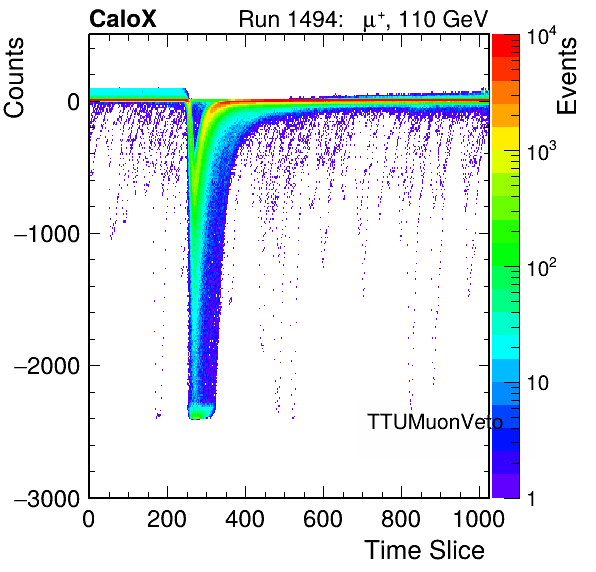 CaloX Run 1494: μ⁺, 110 GeV
Counts
Events
0
−1000
−2000
−3000
0 200 400 600 800 1000
Time Slice
TTUMuonVeto
10⁴
10³
10²
10
1